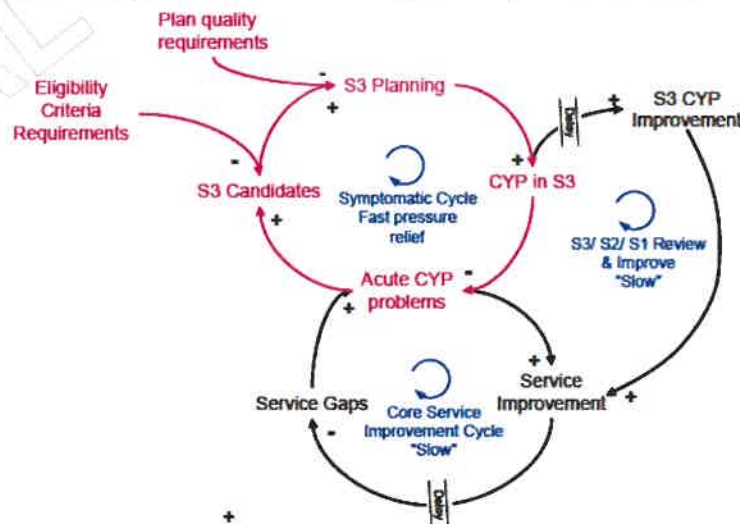 Plan quality
requirements
-
S3 Planning
+
Eligibility
Criteria
Requirements
Delay
+
S3 CYP
Improvement
-
S3 Candidates
+
Symptomatic Cycle
Fast pressure
relief
+
CYP in S3
S3/ S2/ S1 Review
& Improve
"Slow"
Acute CYP
problems
-
+
Service Gaps
-
Core Service
Improvement Cycle
"Slow"
+
Service
Improvement
+
Delay
+